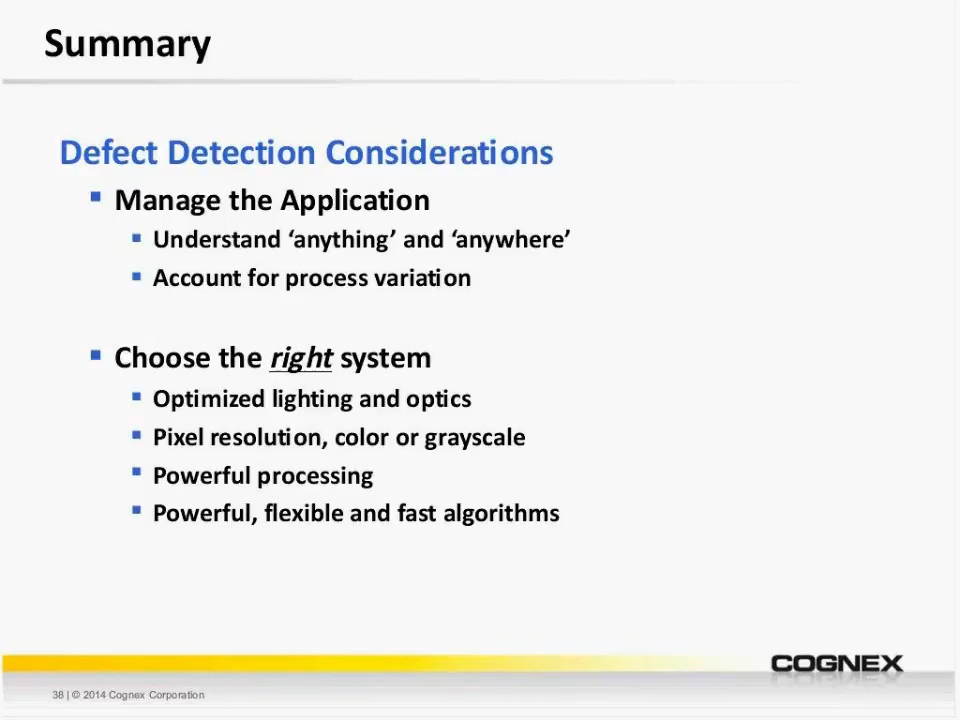 Summary
Defect Detection Considerations
▪ Manage the Application
▪ Understand ‘anything’ and ‘anywhere’
▪ Account for process variation
▪ Choose the right system
▪ Optimized lighting and optics
▪ Pixel resolution, color or grayscale
▪ Powerful processing
▪ Powerful, flexible and fast algorithms
COGNEX
38 | © 2014 Cognex Corporation